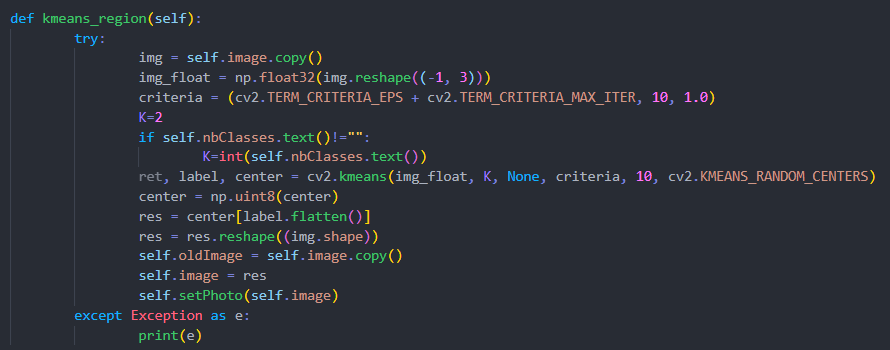 def kmeans_region(self):
        try:
                img = self.image.copy()
                img_float = np.float32(img.reshape((-1, 3)))
                criteria = (cv2.TERM_CRITERIA_EPS + cv2.TERM_CRITERIA_MAX_ITER, 10, 1.0)
                K=2
                if self.nbClasses.text()!="":
                        K=int(self.nbClasses.text())
                ret, label, center = cv2.kmeans(img_float, K, None, criteria, 10, cv2.KMEANS_RANDOM_CENTERS)
                center = np.uint8(center)
                res = center[label.flatten()]
                res = res.reshape((img.shape))
                self.oldImage = self.image.copy()
                self.image = res
                self.setPhoto(self.image)
        except Exception as e:
                print(e)